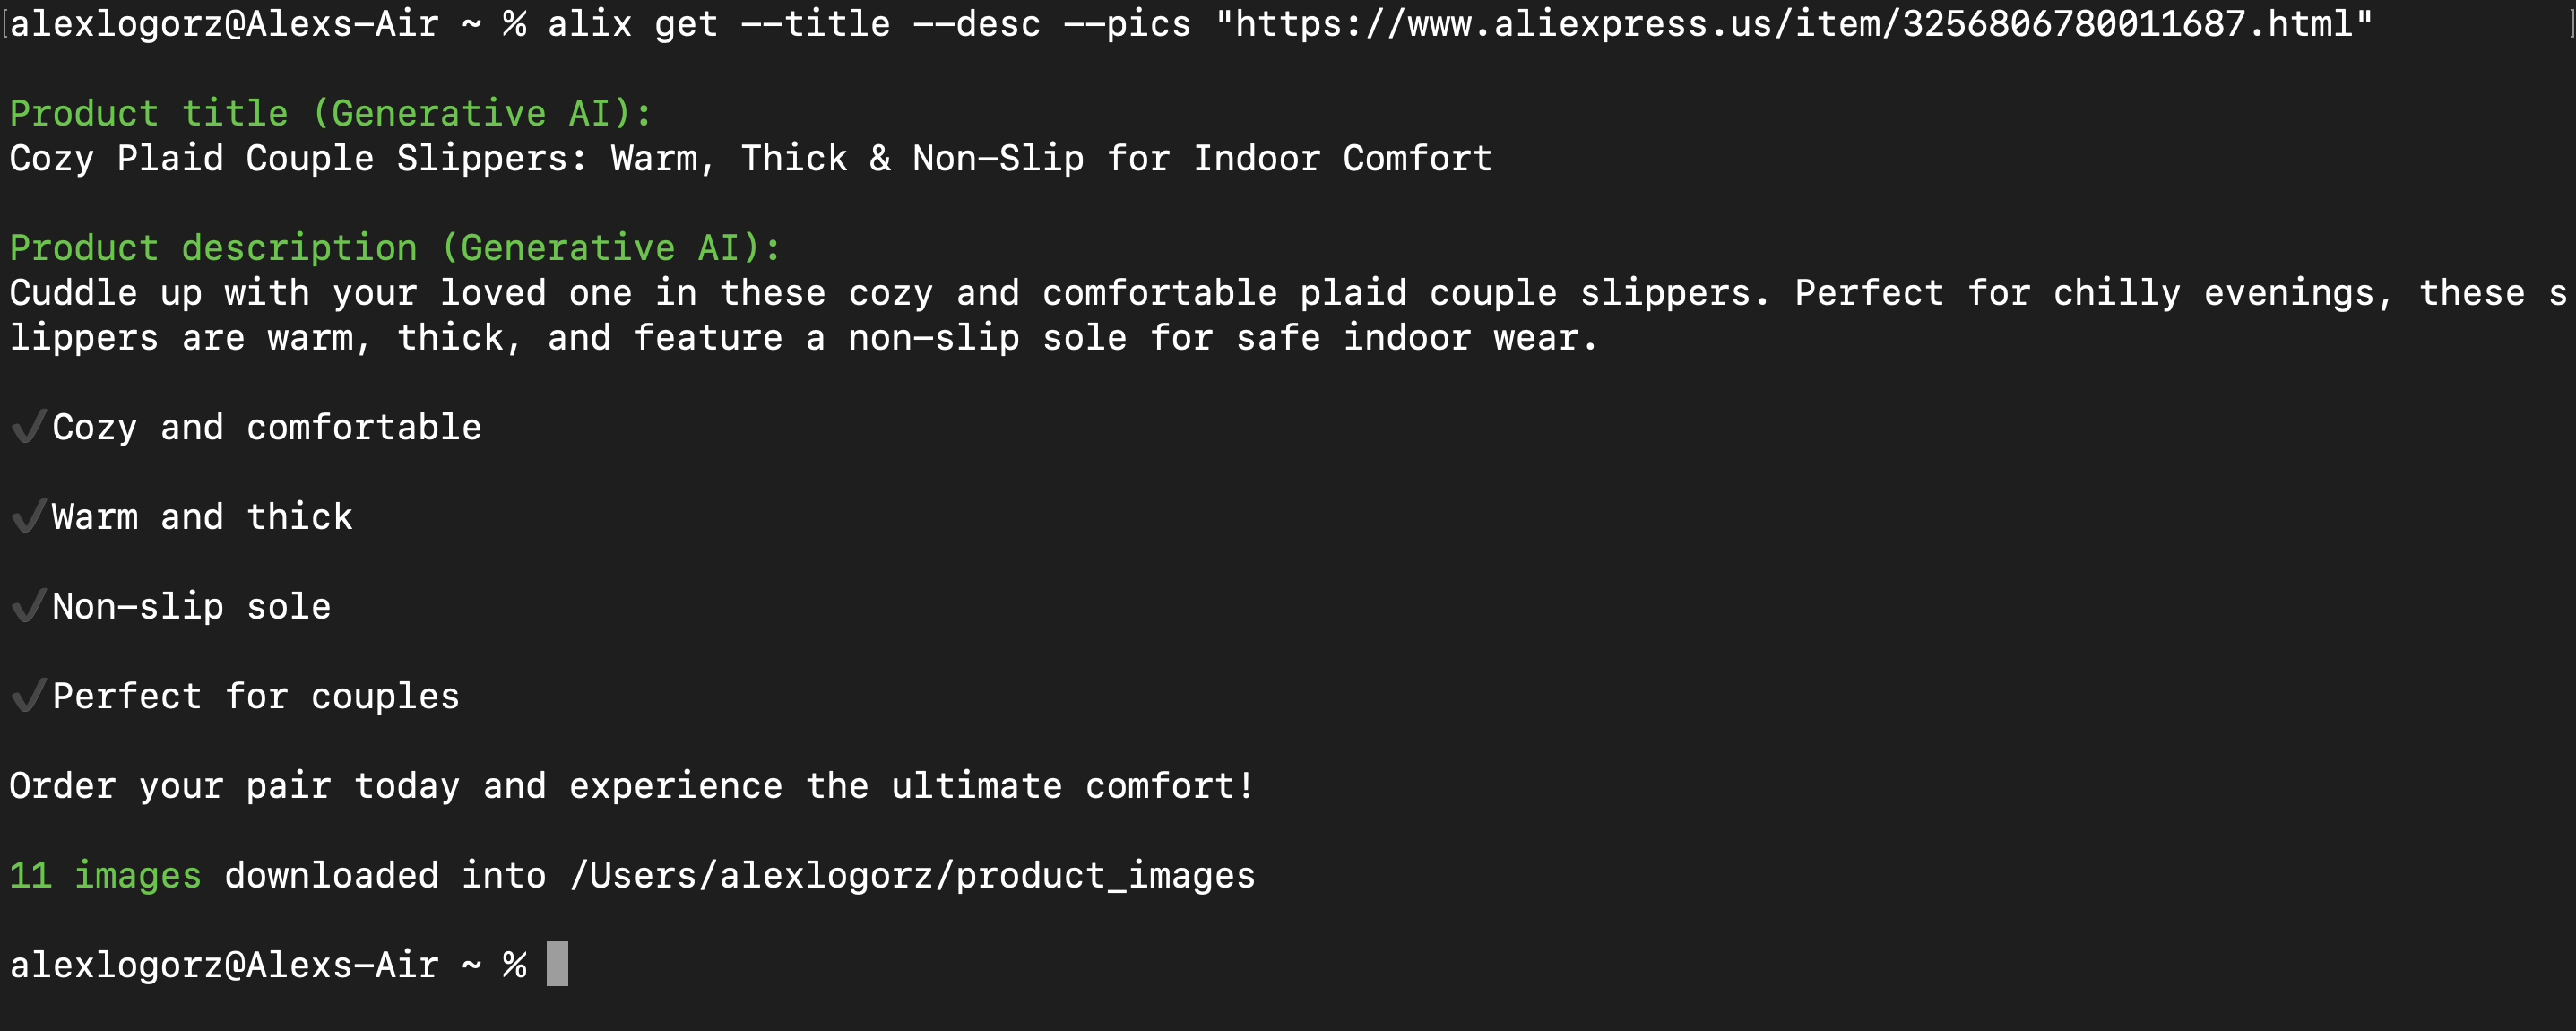 alexlogorz@Alexs-Air ~ % alix get --title --desc --pics "https://www.aliexpress.us/item/3256806780011687.html"
Product title (Generative AI):
Cozy Plaid Couple Slippers: Warm, Thick & Non-Slip for Indoor Comfort
Product description (Generative AI):
Cuddle up with your loved one in these cozy and comfortable plaid couple slippers. Perfect for chilly evenings, these s
lippers are warm, thick, and feature a non-slip sole for safe indoor wear.
✔Cozy and comfortable
✔Warm and thick
✔Non-slip sole
✔Perfect for couples
Order your pair today and experience the ultimate comfort!
11 images downloaded into /Users/alexlogorz/product_images
alexlogorz@Alexs-Air ~ %